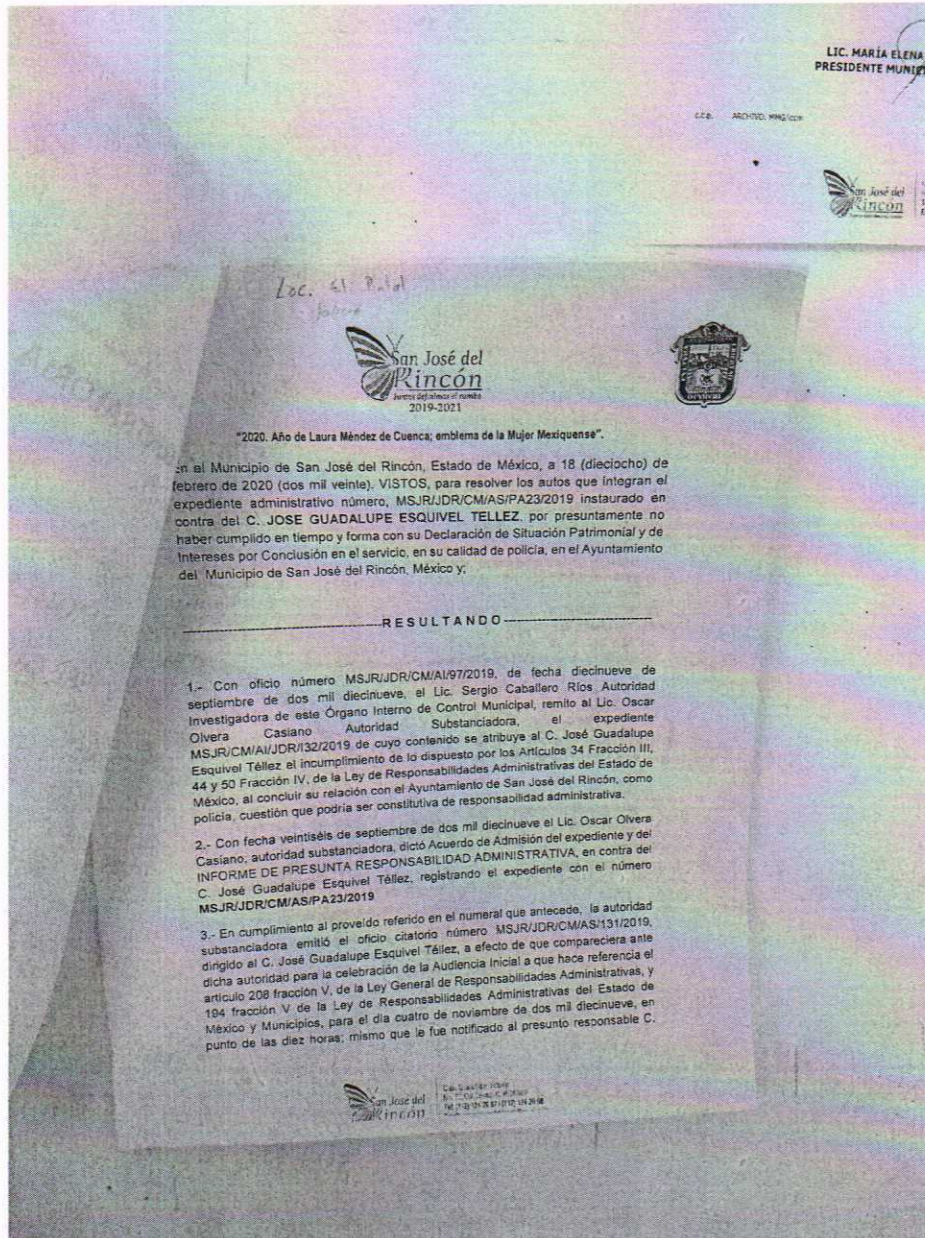 LIC. MARÍA ELENA
PRESIDENTE
c.c.p. ARCHIVO.
San José del
Rincón
Loc. El
San José del
Rincón
Juntos definimos el rumbo
2019-2021
"2020. Año de Laura Méndez de Cuenca; emblema de la Mujer Mexiquense".
en el Municipio de San José del Rincón, Estado de México, a 18 (dieciocho) de
febrero de 2020 (dos mil veinte). VISTOS, para resolver los autos que integran el
expediente administrativo número, MSJR/JDR/CM/AS/PA23/2019 instaurado en
contra del C. JOSE GUADALUPE ESQUIVEL TELLEZ, por presuntamente no
haber cumplido en tiempo y forma con su Declaración de Situación Patrimonial y de
Intereses por Conclusión en el servicio, en su calidad de policía, en el Ayuntamiento
del Municipio de San José del Rincón, México y;
RESULTANDO
1.- Con oficio número MSJR/JDR/CM/AI/97/2019, de fecha diecinueve de
septiembre de dos mil diecinueve, el Lic. Sergio Caballero Ríos Autoridad
Investigadora de este Órgano Interno de Control Municipal, remito al Lic. Oscar
Olvera Casiano Autoridad Substanciadora, el expediente
MSJR/CM/AI/JDR/I32/2019 de cuyo contenido se atribuye al C. José Guadalupe
Esquivel Téllez el incumplimiento de lo dispuesto por los Artículos 34 Fracción III,
44 y 50 Fracción IV, de la Ley de Responsabilidades Administrativas del Estado de
México, al concluir su relación con el Ayuntamiento de San José del Rincón, como
policía, cuestión que podría ser constitutiva de responsabilidad administrativa.
2.- Con fecha veintiséis de septiembre de dos mil diecinueve el Lic. Oscar Olvera
Casiano, autoridad substanciadora, dictó Acuerdo de Admisión del expediente y del
INFORME DE PRESUNTA RESPONSABILIDAD ADMINISTRATIVA, en contra del
C. José Guadalupe Esquivel Téllez, registrando el expediente con el número
MSJR/JDR/CM/AS/PA23/2019
3.- En cumplimiento al proveído referido en el numeral que antecede, la autoridad
substanciadora emitió el oficio citatorio número MSJR/JDR/CM/AS/131/2019,
dirigido al C. José Guadalupe Esquivel Téllez, a efecto de que compareciera ante
dicha autoridad para la celebración de la Audiencia Inicial a que hace referencia el
artículo 208 fracción V, de la Ley General de Responsabilidades Administrativas, y
194 fracción V de la Ley de Responsabilidades Administrativas del Estado de
México y Municipios, para el día cuatro de noviembre de dos mil diecinueve, en
punto de las diez horas; mismo que le fue notificado al presunto responsable C.
San José del
Rincón